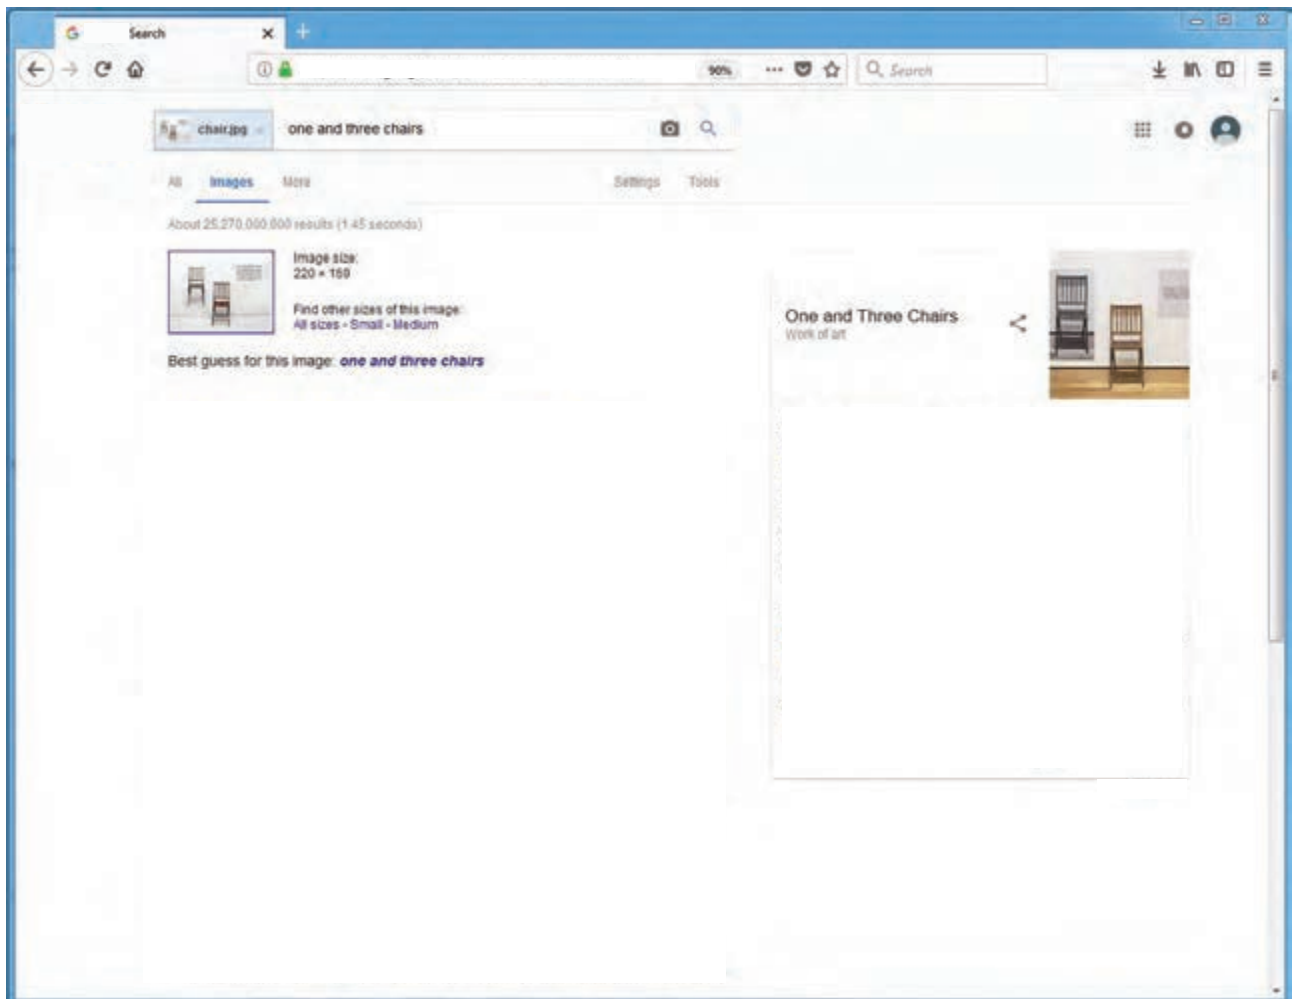 Search
90%
Search
chair.jpg
one and three chairs
All Images More Settings Tools
About 25,270,000,000 results (1.45 seconds)
Image size:
220 × 169
Find other sizes of this image:
All sizes - Small - Medium
Best guess for this image: one and three chairs
One and Three Chairs
Work of art